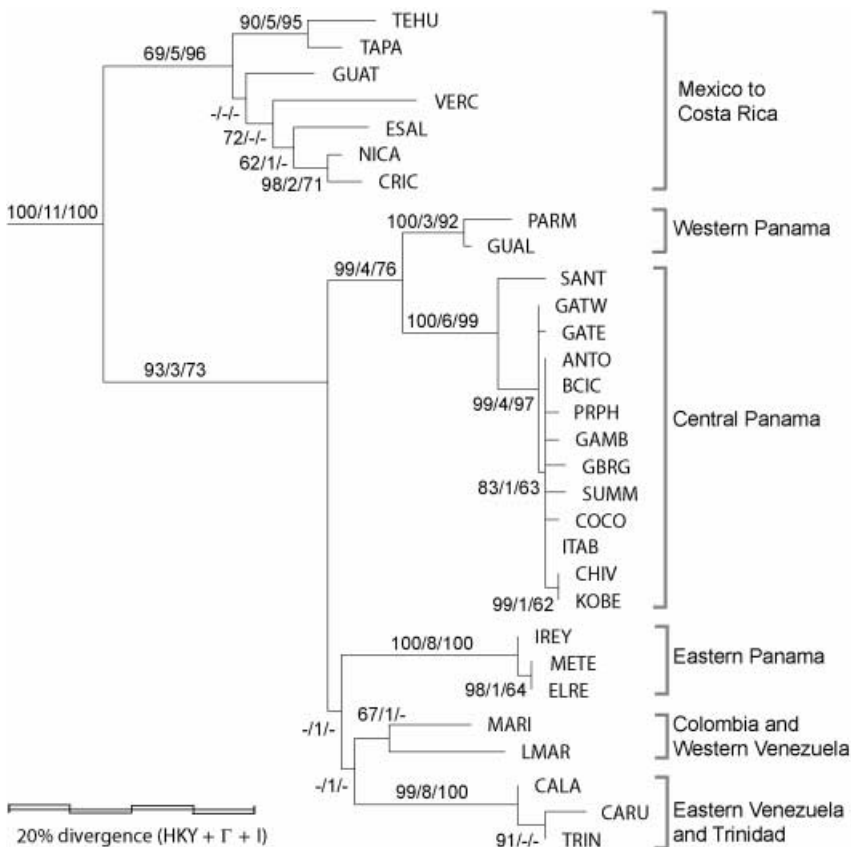 90/5/95
TEHU
TAPA
69/5/96
GUAT
Mexico to
Costa Rica
VERC
-/-/-
ESAL
72/-/-
NICA
62/1/-
98/2/71
CRIC
100/11/100
100/3/92
PARM
Western Panama
GUAL
99/4/76
SANT
GATW
100/6/99
GATE
ANTO
93/3/73
BCIC
99/4/97
PRPH
Central Panama
GAMB
GBRG
83/1/63
SUMM
COCO
ITAB
CHIV
99/1/62
KOBE
IREY
100/8/100
METE
Eastern Panama
98/1/64
ELRE
67/1/-
MARI
Colombia and
Western Venezuela
-/1/-
LMAR
-/1/-
99/8/100
CALA
CARU
Eastern Venezuela
and Trinidad
91/-/-
TRIN
20% divergence (HKY + Γ + I)